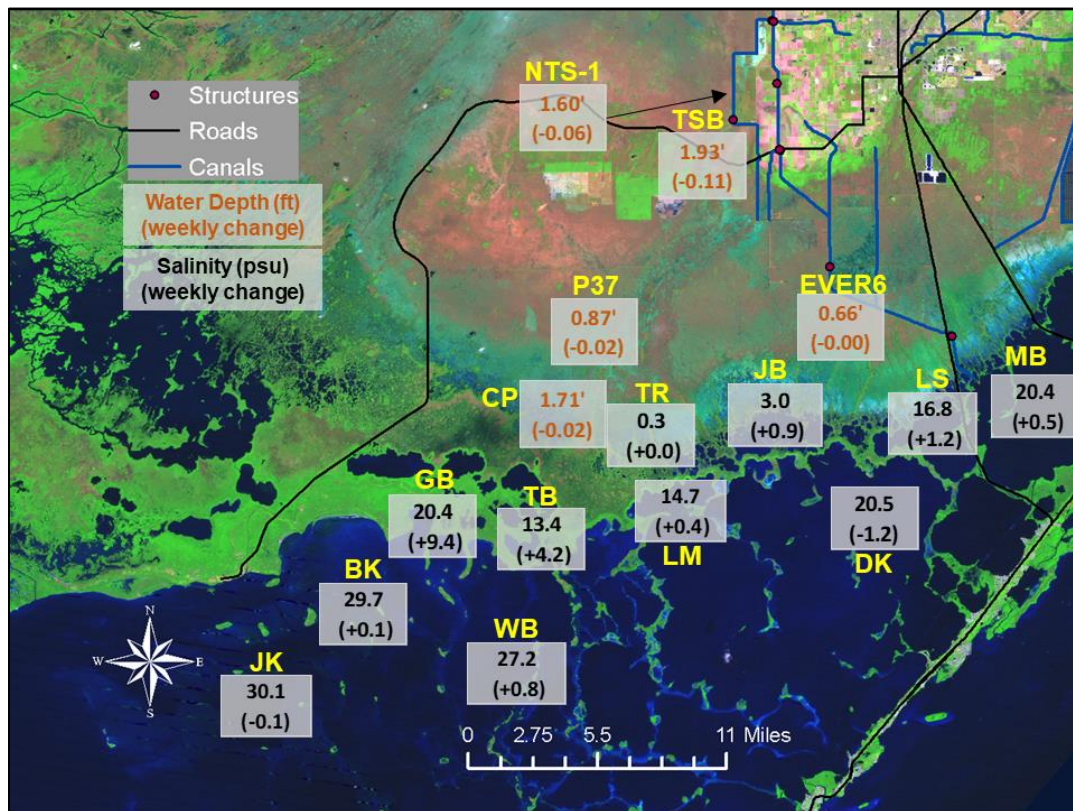 NTS-1
1.60'
(-0.06)
TSB
1.93'
(-0.11)
Structures
Roads
Canals
Water Depth (ft)
(weekly change)
Salinity (psu)
(weekly change)
P37
0.87'
(-0.02)
EVER6
0.66'
(-0.00)
CP
1.71'
(-0.02)
TR
0.3
(+0.0)
JB
3.0
(+0.9)
LS
16.8
(+1.2)
MB
20.4
(+0.5)
GB
20.4
(+9.4)
TB
13.4
(+4.2)
14.7
(+0.4)
LM
20.5
(-1.2)
DK
BK
29.7
(+0.1)
WB
27.2
(+0.8)
JK
30.1
(-0.1)
N
W E
S
0 2.75 5.5 11 Miles